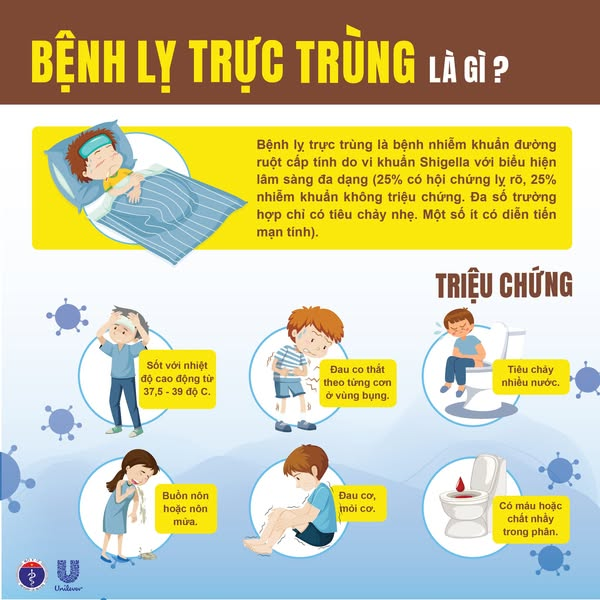 BỆNH LỴ TRỰC TRÙNG LÀ GÌ ?
Bệnh lỵ trực trùng là bệnh nhiễm khuẩn đường
ruột cấp tính do vi khuẩn Shigella với biểu hiện
lâm sàng đa dạng (25% có hội chứng lỵ rõ, 25%
nhiễm khuẩn không triệu chứng. Đa số trường
hợp chỉ có tiêu chảy nhẹ. Một số ít có diễn tiến
mạn tính).
TRIỆU CHỨNG
Sốt với nhiệt
độ cao động từ
37,5 - 39 độ C.
Đau co thắt
theo từng cơn
ở vùng bụng.
Tiêu chảy
nhiều nước.
Buồn nôn
hoặc nôn
mửa.
Đau cơ,
mỏi cơ.
Có máu hoặc
chất nhầy
trong phân.
Unilever